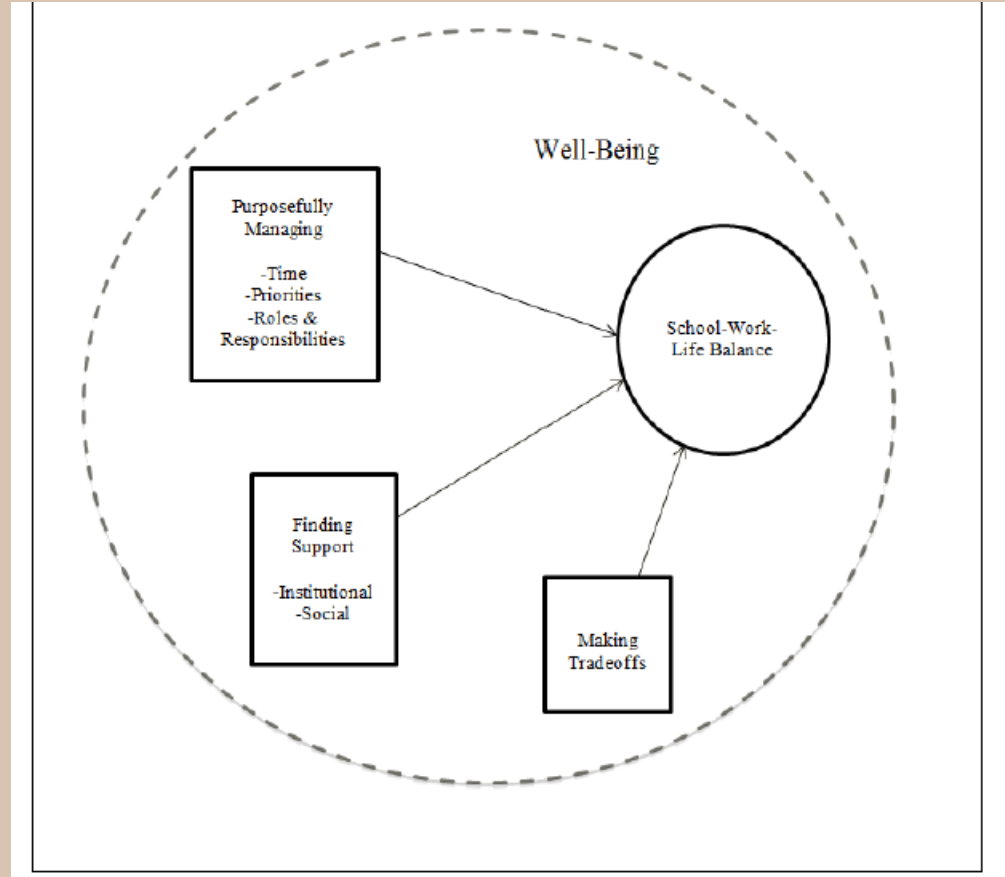 Well-Being
Purposefully
Managing
-Time
-Priorities
-Roles &
Responsibilities
School-Work-
Life Balance
Finding
Support
-Institutional
-Social
Making
Tradeoffs